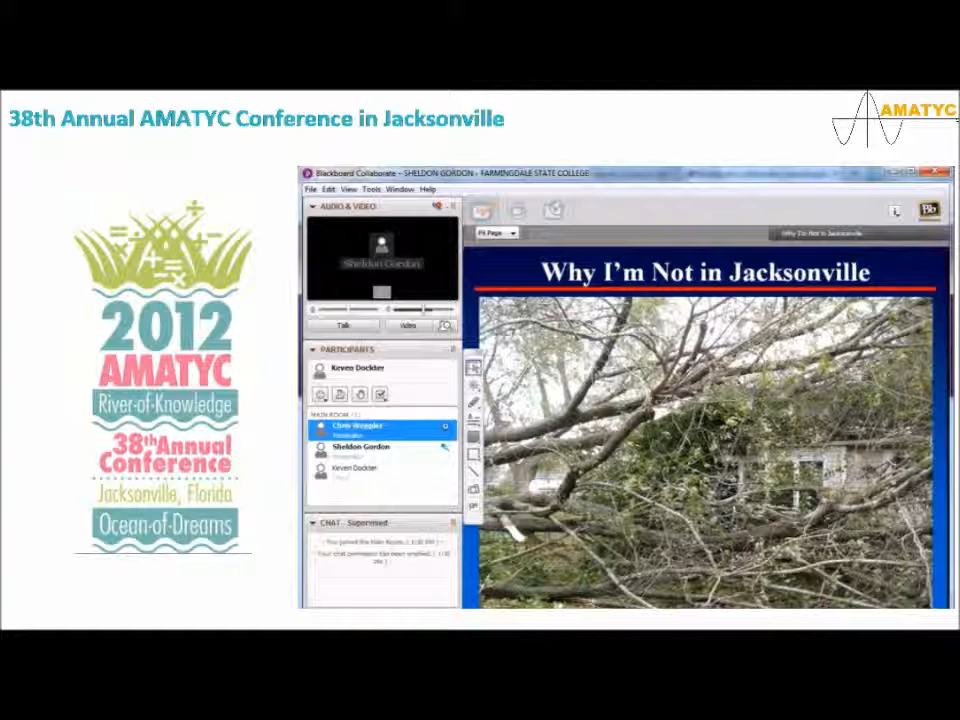 38th Annual AMATYC Conference in Jacksonville
AMATYC
2012
AMATYC
River-of-Knowledge
38th Annual
Conference
Jacksonville, Florida
Ocean-of-Dreams
Blackboard Collaborate - SHELDON GORDON - FARMINGDALE STATE COLLEGE
File Edit View Tools Window Help
AUDIO & VIDEO
Sheldon Gordon
Talk Video
PARTICIPANTS
Keven Dockter
MAIN ROOM
Sheldon Gordon
Keven Dockter
CHAT - Supervised
Bb
Fit Page
Why I'm Not in Jacksonville
Why I'm Not in Jacksonville